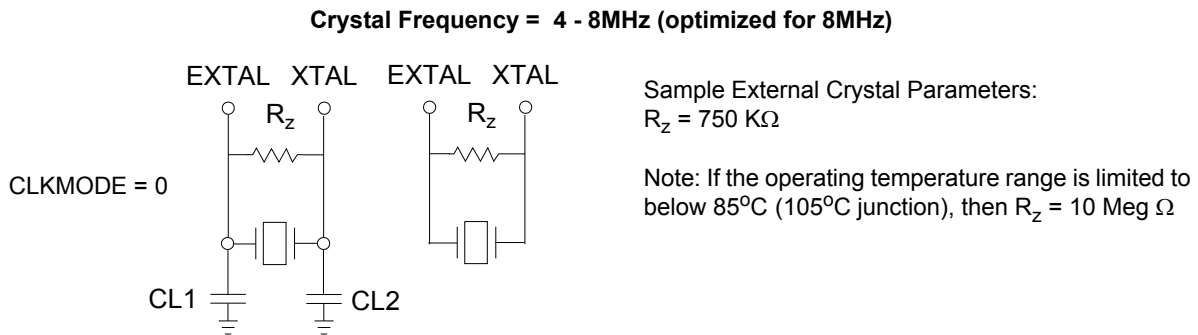 Crystal Frequency = 4 - 8MHz (optimized for 8MHz)
EXTAL XTAL EXTAL XTAL
Rz Rz
CLKMODE = 0
CL1 CL2
Sample External Crystal Parameters:
Rz = 750 KΩ
Note: If the operating temperature range is limited to
below 85°C (105°C junction), then Rz = 10 Meg Ω